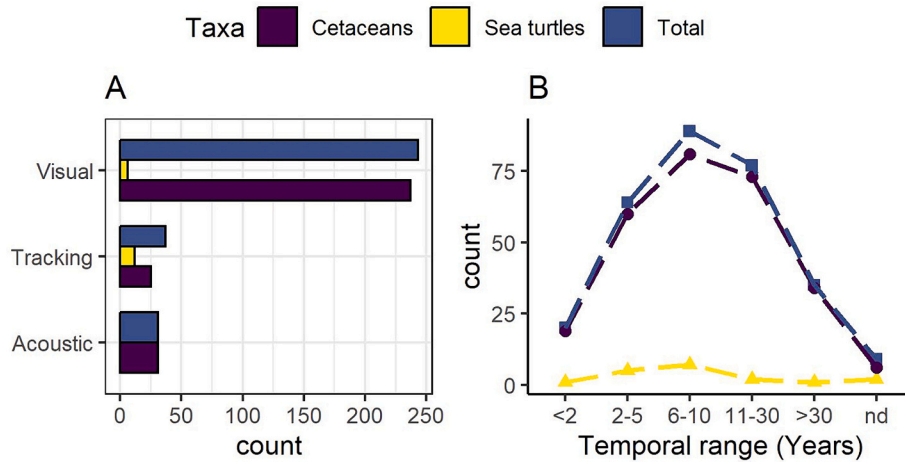 Taxa Cetaceans Sea turtles Total
A
Visual
Tracking
Acoustic
0 50 100 150 200 250
count
B
count
75
50
25
0
<2 2-5 6-10 11-30 >30 nd
Temporal range (Years)